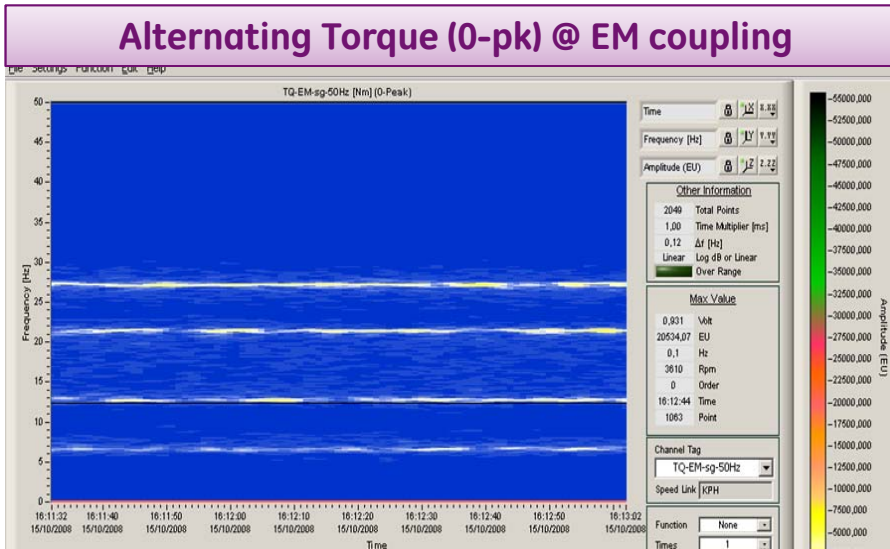 Alternating Torque (0-pk) @ EM coupling
File Settings Function Edit Help
TQ-EM-sg-50Hz [Nm] (0-Peak)
50
45
40
35
30
25
20
15
10
5
0
Frequency [Hz]
16:11:32 16:11:40 16:11:50 16:12:00 16:12:10 16:12:20 16:12:30 16:12:40 16:12:50 16:13:02
15/10/2008 15/10/2008 15/10/2008 15/10/2008 15/10/2008 15/10/2008 15/10/2008 15/10/2008 15/10/2008 15/10/2008
Time
Time
Frequency [Hz]
Amplitude (EU)
Other Information
2049 Total Points
1,00 Time Multiplier [ms]
0,12 Δf [Hz]
Linear Log dB or Linear
Over Range
Max Value
0,931 Volt
20534,07 EU
0,1 Hz
3610 Rpm
0 Order
16:12:44 Time
1063 Point
Channel Tag
TQ-EM-sg-50Hz
Speed Link KPH
Function None
Times 1
-55000,000
-52500,000
-50000,000
-47500,000
-45000,000
-42500,000
-40000,000
-37500,000
-35000,000
-32500,000
-30000,000
-27500,000
-25000,000
-22500,000
-20000,000
-17500,000
-15000,000
-12500,000
-10000,000
-7500,000
-5000,000
Amplitude (EU)